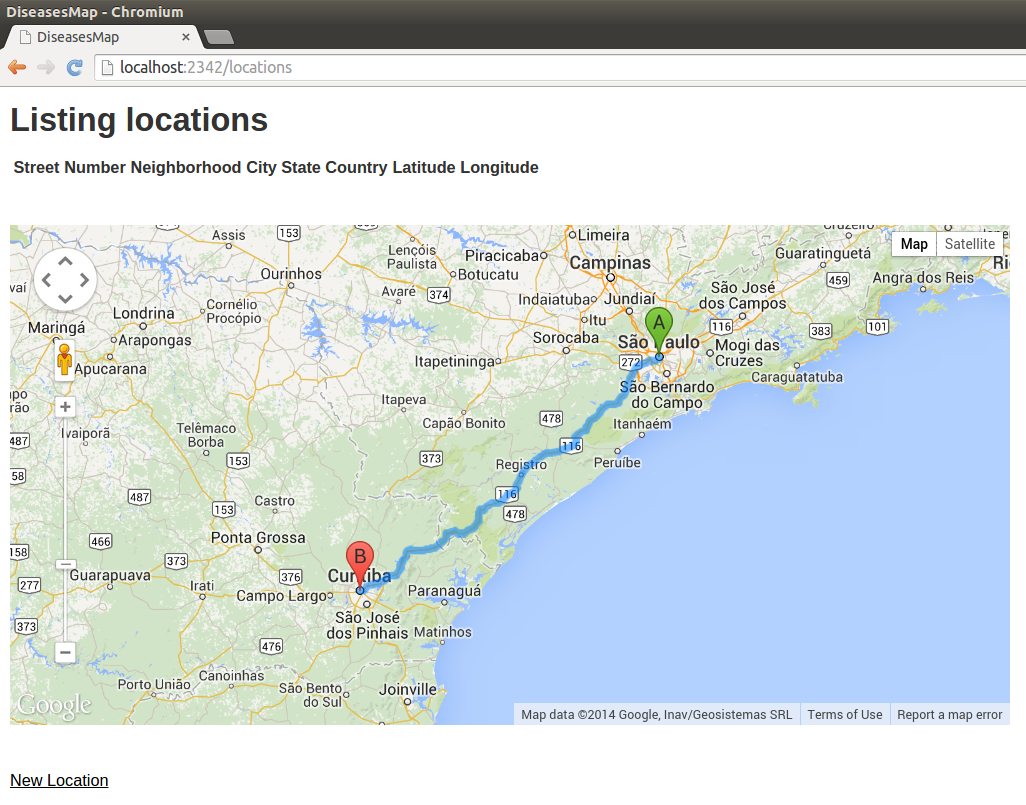 DiseasesMap - Chromium
DiseasesMap
localhost:2342/locations
Listing locations
Street Number Neighborhood City State Country Latitude Longitude
Map Satellite
Assis
153
Limeira
Lençóis
Paulista
Piracicaba
Campinas
Guaratinguetá
459
Angra dos Reis
Ourinhos
Botucatu
Avaré
374
Indaiatuba
Jundiaí
São José
dos Campos
Londrina
Cornélio
Procópio
Itu
Maringá
Arapongas
Sorocaba
A
São Paulo
116
383
101
Mogi das
Cruzes
Apucarana
Itapetininga
272
Caraguatatuba
São Bernardo
do Campo
Itapeva
Capão Bonito
478
Itanhaém
Ivaiporã
487
Telêmaco
Borba
116
153
373
Registro
Peruíbe
487
116
153
Castro
478
466
Ponta Grossa
373
B
Curitiba
376
Guarapuava
277
Irati
Campo Largo
Paranaguá
373
São José
dos Pinhais
Matinhos
476
Canoinhas
Porto União
São Bento
do Sul
Joinville
Google
Map data ©2014 Google, Inav/Geosistemas SRL
Terms of Use
Report a map error
New Location